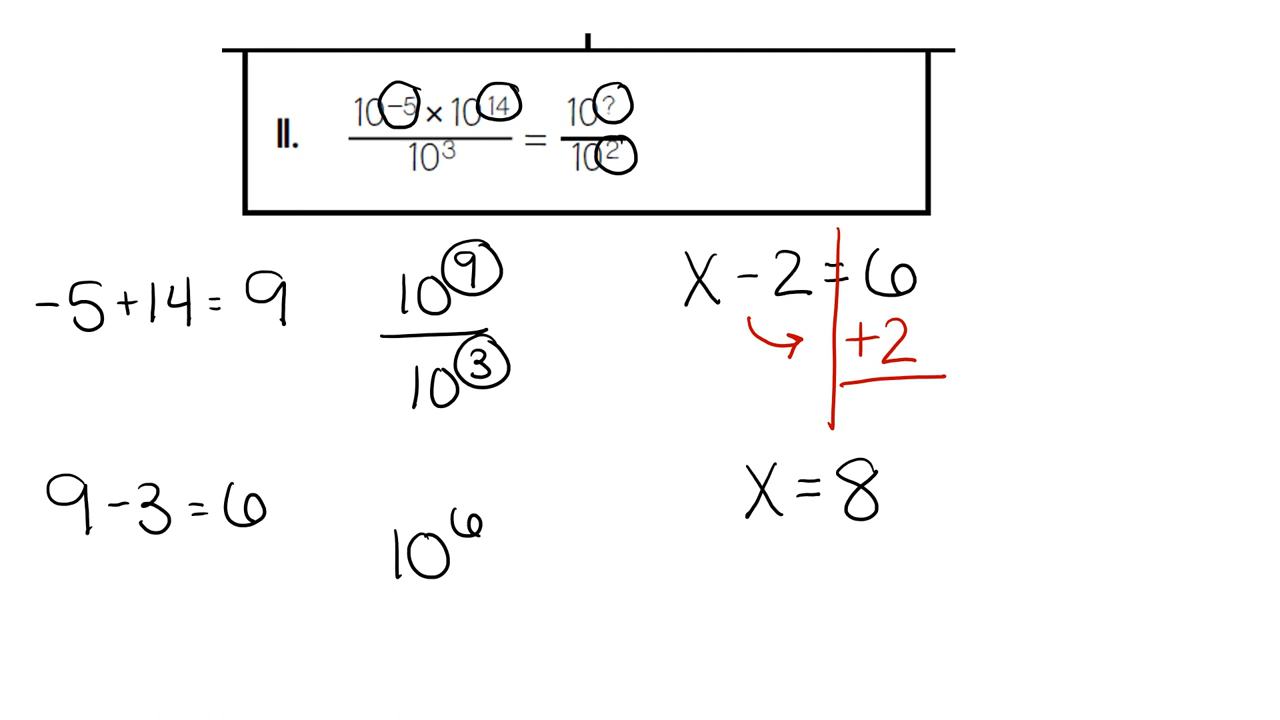 II. 10^-5 × 10^14 / 10^3 = 10^? / 10^2
-5+14=9
10^9 / 10^3
x-2=6
+2
9-3=6
10^6
x=8